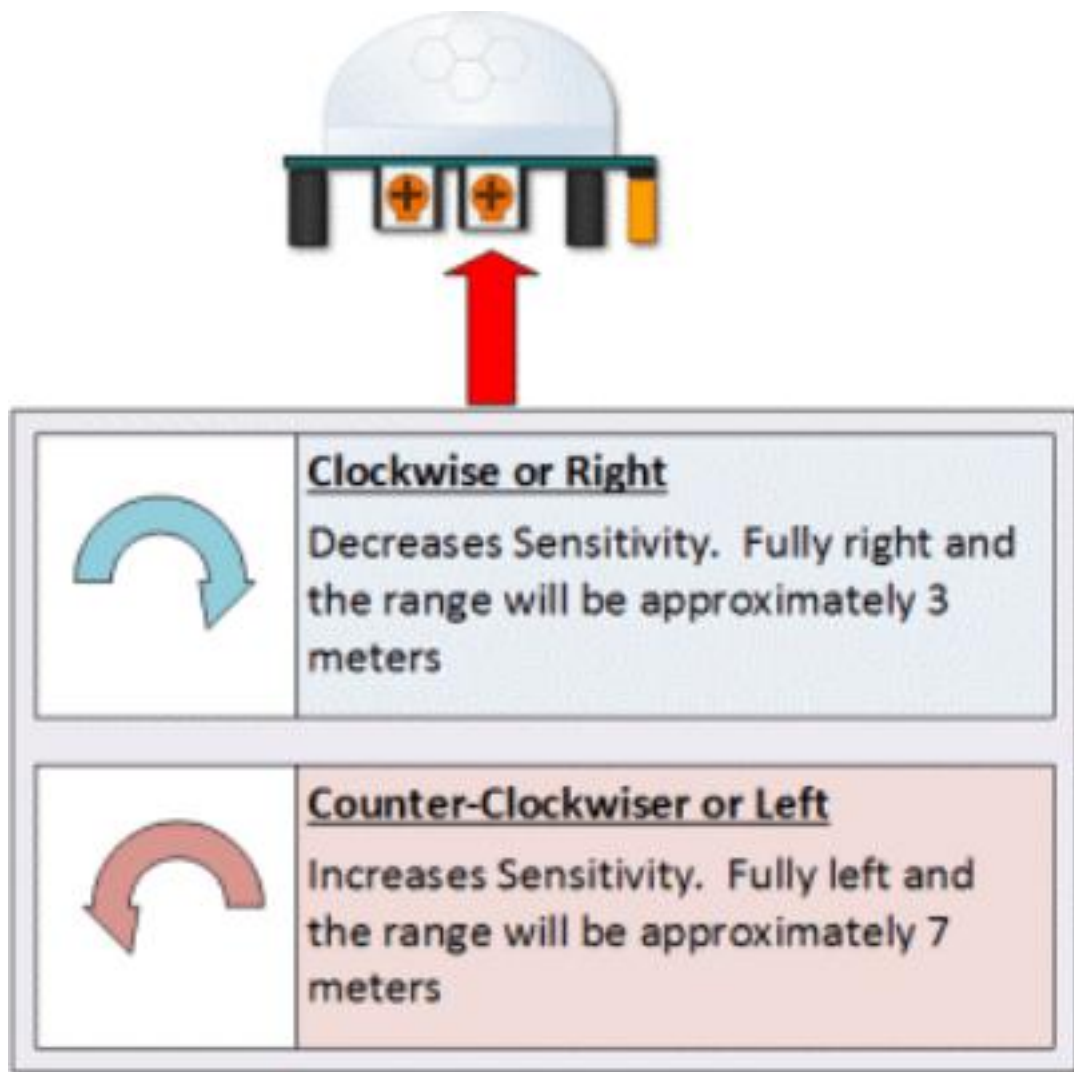 Clockwise or Right
Decreases Sensitivity. Fully right and
the range will be approximately 3
meters
Counter-Clockwiser or Left
Increases Sensitivity. Fully left and
the range will be approximately 7
meters